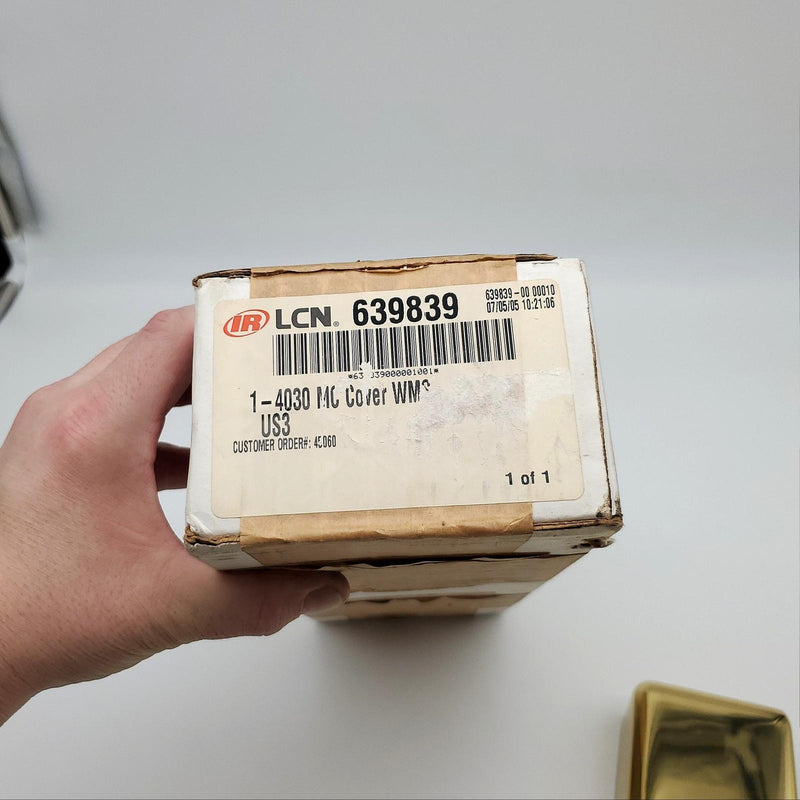 IR LCN® 639839
639839-00 00010
07/05/05 10:21:06
1-4030 MC Cover
US3
CUSTOMER ORDER#:
1 of 1